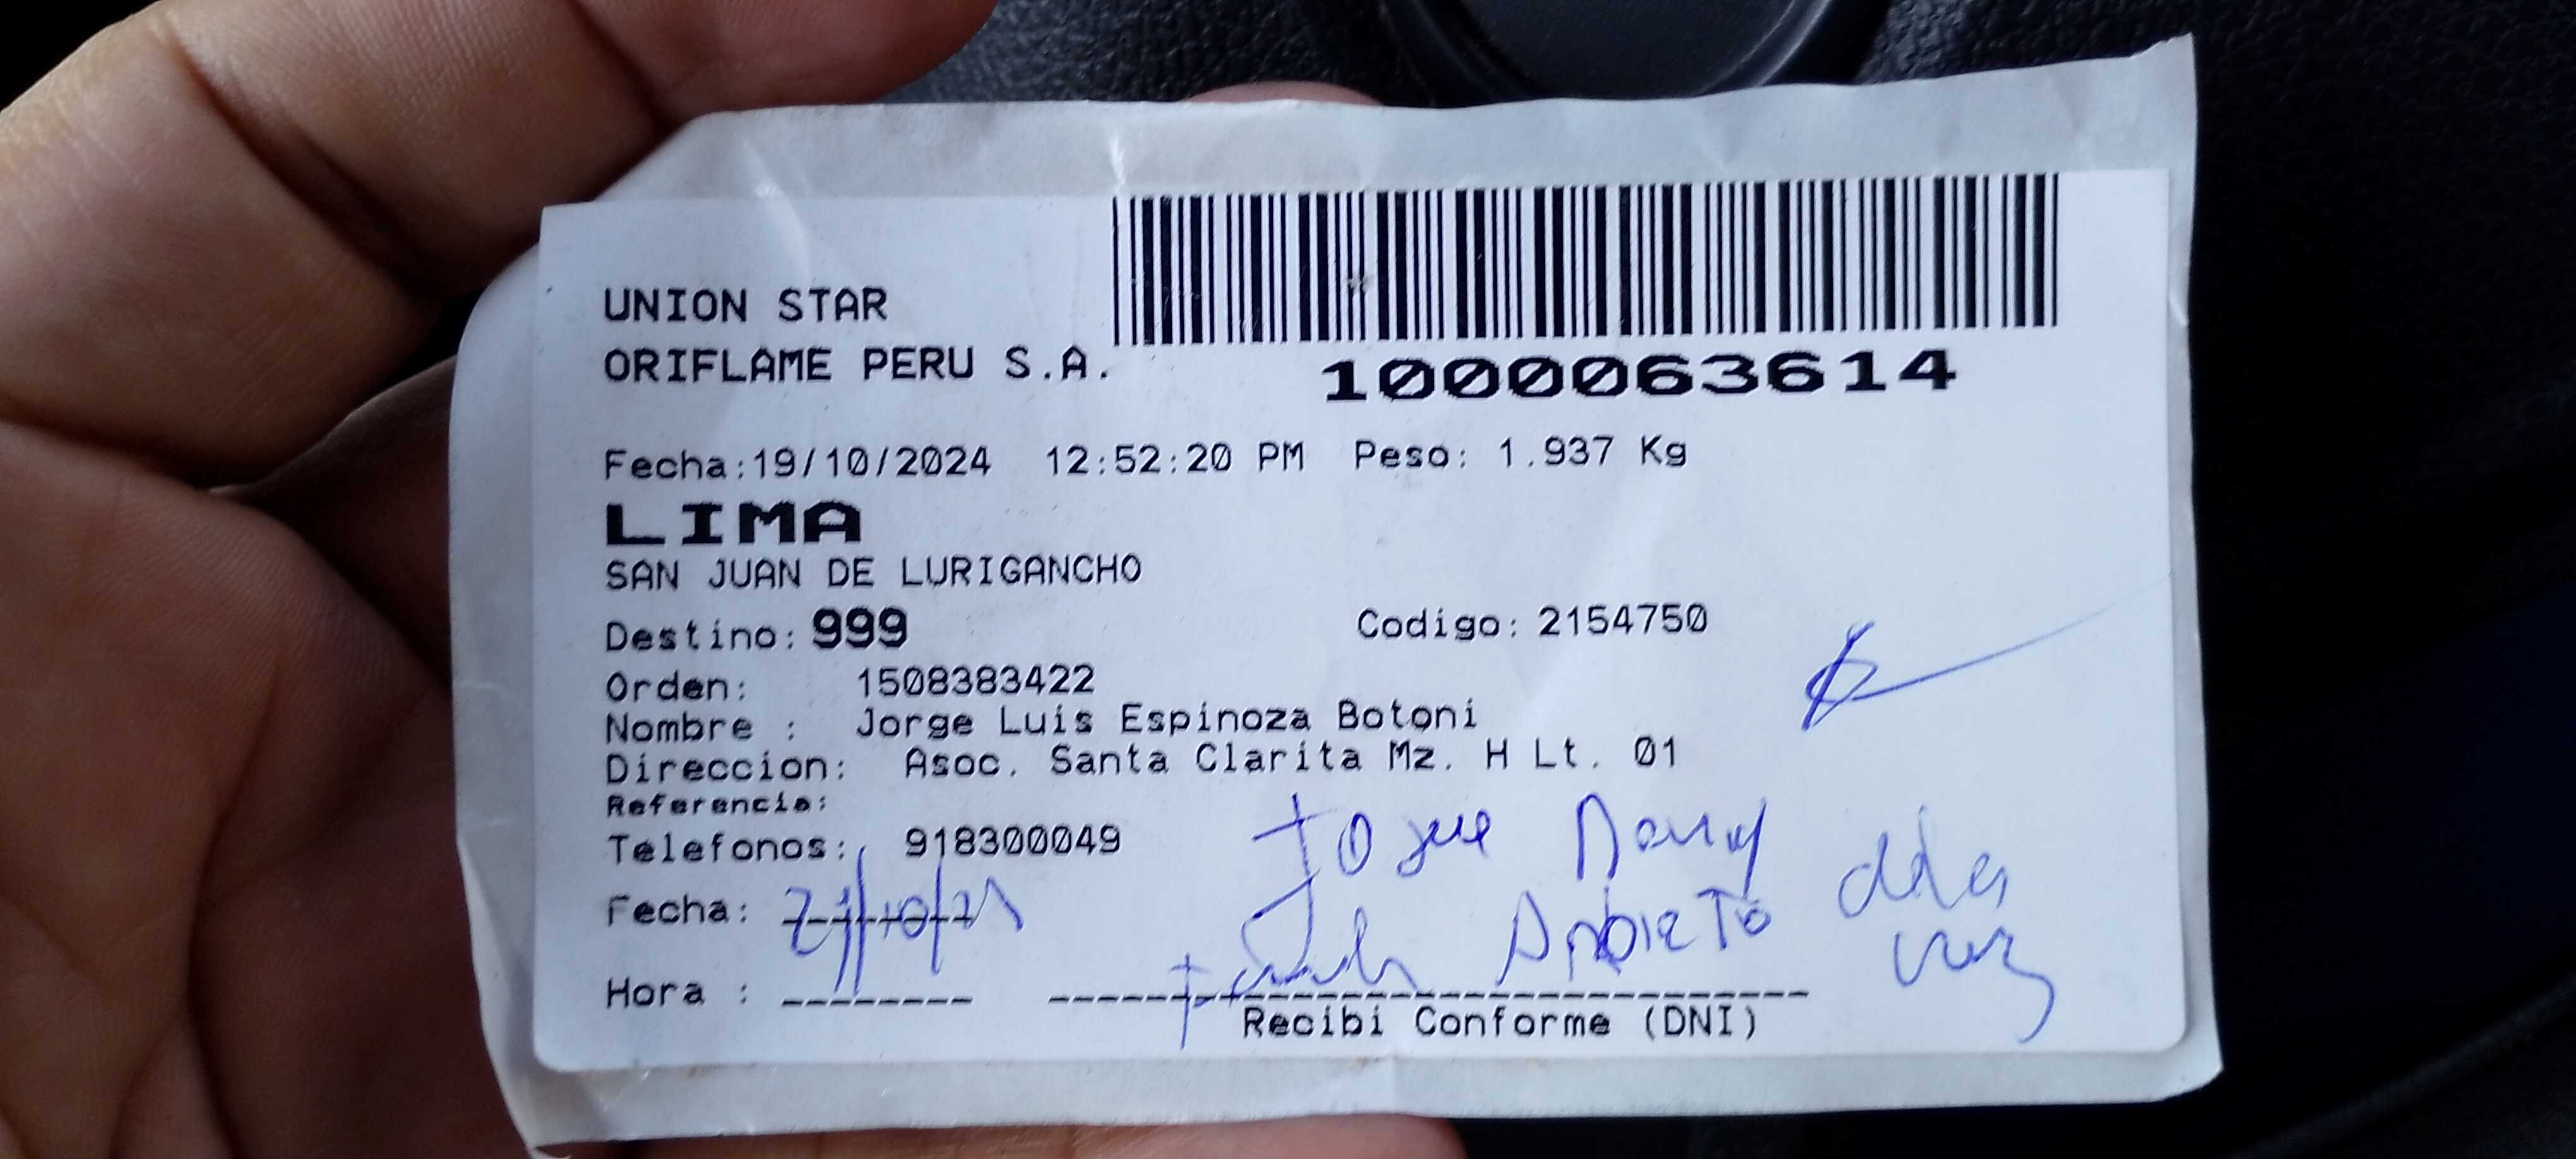 UNION STAR
ORIFLAME PERU S.A.
1000063614
Fecha:19/10/2024 12:52:20 PM Peso: 1.937 Kg
LIMA
SAN JUAN DE LURIGANCHO
Destino: 999 Codigo: 2154750
Orden: 1508383422
Nombre : Jorge Luis Espinoza Botoni
Direccion: Asoc. Santa Clarita Mz. H Lt. 01
Referencia:
Telefonos: 918300049
Fecha:
Hora :
Recibi Conforme (DNI)